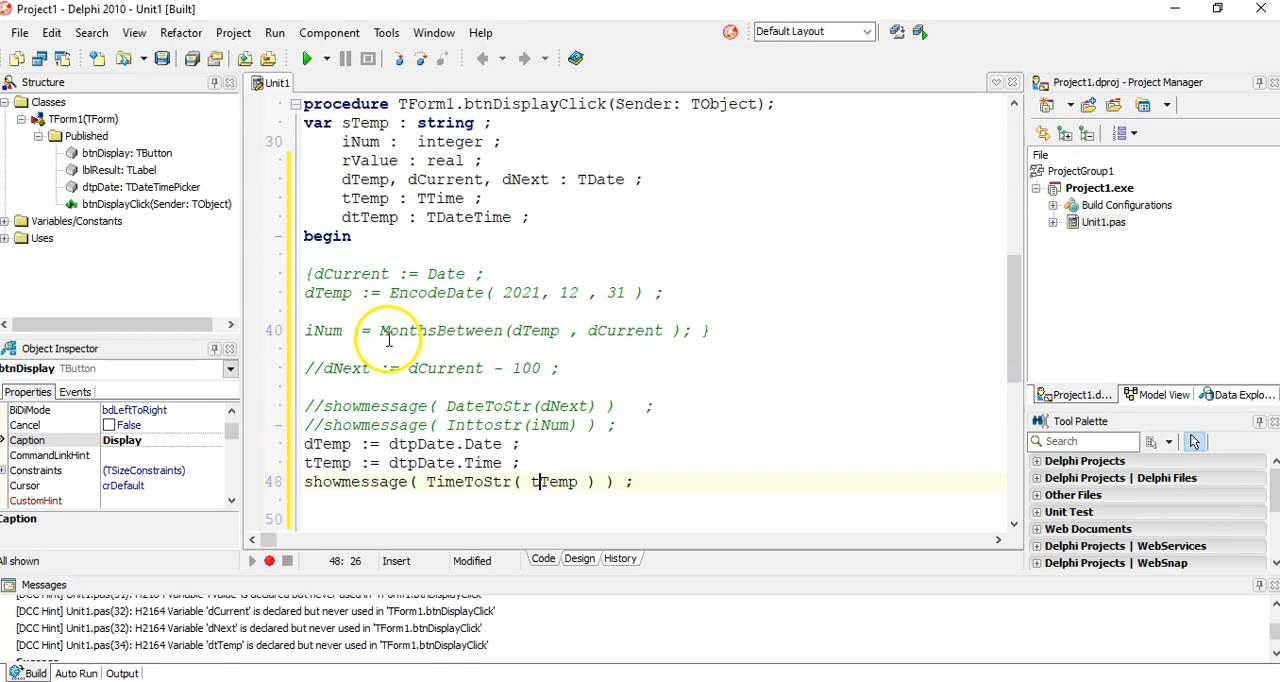 Project1 - Delphi 2010 - Unit1 [Built]
File Edit Search View Refactor Project Run Component Tools Window Help
Default Layout
Structure
Classes
TForm1(TForm)
Published
btnDisplay: TButton
lblResult: TLabel
dtpDate: TDateTimePicker
btnDisplayClick(Sender: TObject)
Variables/Constants
Uses
Object Inspector
btnDisplay TButton
Properties Events
BiDiMode bdLeftToRight
Cancel False
Caption Display
CommandLinkHint
Constraints (TSizeConstraints)
Cursor crDefault
CustomHint
Caption
All shown
Unit1
procedure TForm1.btnDisplayClick(Sender: TObject);
var sTemp : string ;
30 iNum : integer ;
rValue : real ;
dTemp, dCurrent, dNext : TDate ;
tTemp : TTime ;
dtTemp : TDateTime ;
begin
{dCurrent := Date ;
dTemp := EncodeDate( 2021, 12 , 31 ) ;
40 iNum := MonthsBetween(dTemp , dCurrent ); }
//dNext := dCurrent - 100 ;
//showmessage( DateToStr(dNext) ) ;
//showmessage( Inttostr(iNum) ) ;
dTemp := dtpDate.Date ;
tTemp := dtpDate.Time ;
48 showmessage( TimeToStr( tTemp ) ) ;
50
48: 26 Insert Modified Code Design History
Project1.dproj - Project Manager
File
ProjectGroup1
Project1.exe
Build Configurations
Unit1.pas
Project1.d... Model View Data Explo...
Tool Palette
Search
Delphi Projects
Delphi Projects | Delphi Files
Other Files
Unit Test
Web Documents
Delphi Projects | WebServices
Delphi Projects | WebSnap
Messages
[DCC Hint] Unit1.pas(32): H2164 Variable 'dCurrent' is declared but never used in 'TForm1.btnDisplayClick'
[DCC Hint] Unit1.pas(32): H2164 Variable 'dNext' is declared but never used in 'TForm1.btnDisplayClick'
[DCC Hint] Unit1.pas(34): H2164 Variable 'dtTemp' is declared but never used in 'TForm1.btnDisplayClick'
Build Auto Run Output